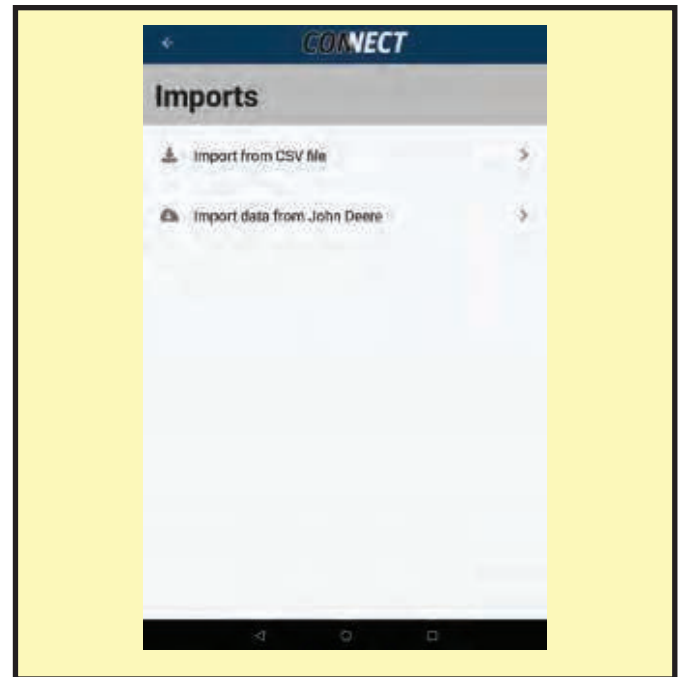 CONNECT
Imports
Import from CSV file
Import data from John Deere